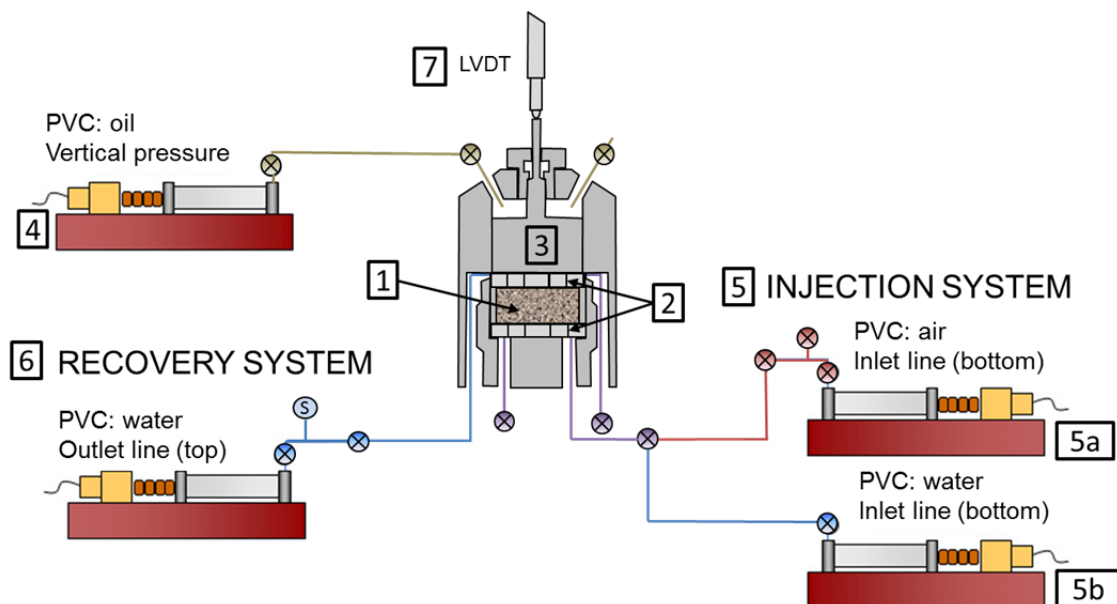 7 LVDT
PVC: oil
Vertical pressure
4
3
1
2
5 INJECTION SYSTEM
PVC: air
Inlet line (bottom)
5a
6 RECOVERY SYSTEM
PVC: water
Outlet line (top)
S
PVC: water
Inlet line (bottom)
5b